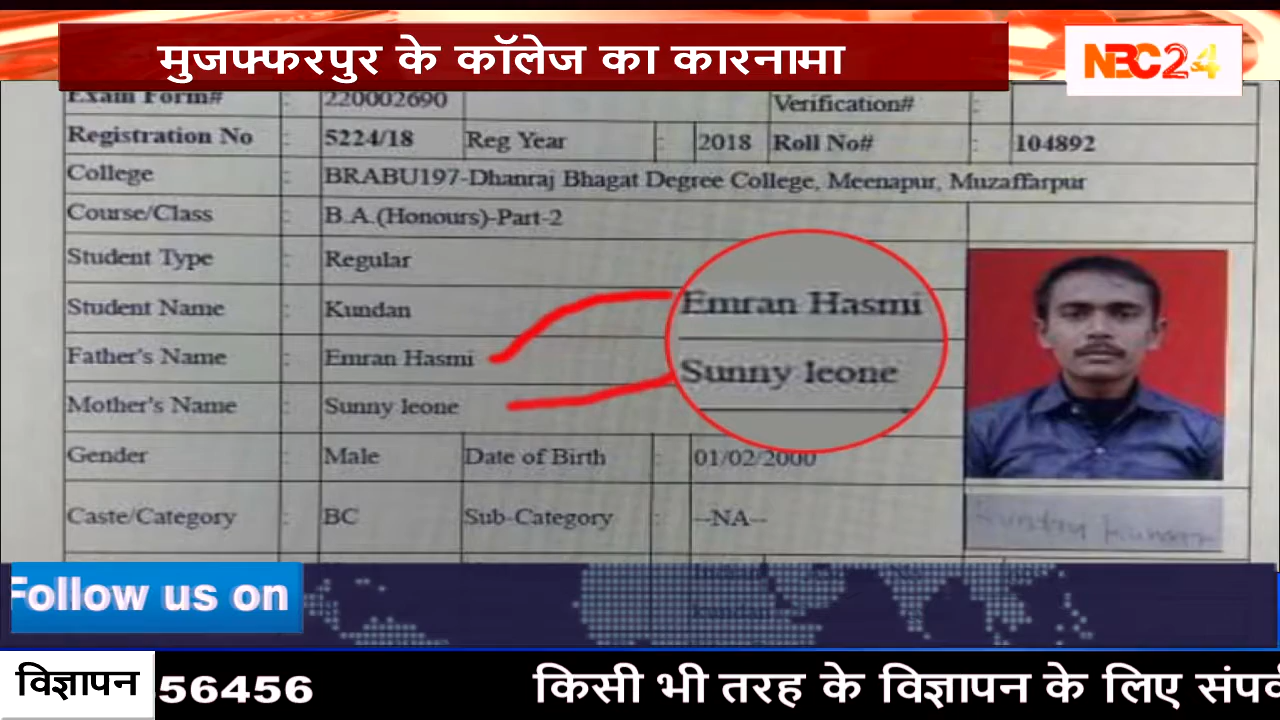 मुजफ्फरपुर के कॉलेज का कारनामा
NBC24
Exam Form# : 220002690 Verification# :
Registration No : 5224/18 Reg Year : 2018 Roll No# : 104892
College : BRABU197-Dhanraj Bhagat Degree College, Meenapur, Muzaffarpur
Course/Class : B.A.(Honours)-Part-2
Student Type : Regular
Student Name : Kundan
Father's Name : Emran Hasmi
Mother's Name : Sunny leone
Emran Hasmi
Sunny leone
Gender : Male Date of Birth : 01/02/2000
Caste/Category : BC Sub-Category : --NA--
Kundan Kumar
Follow us on
विज्ञापन 56456 किसी भी तरह के विज्ञापन के लिए